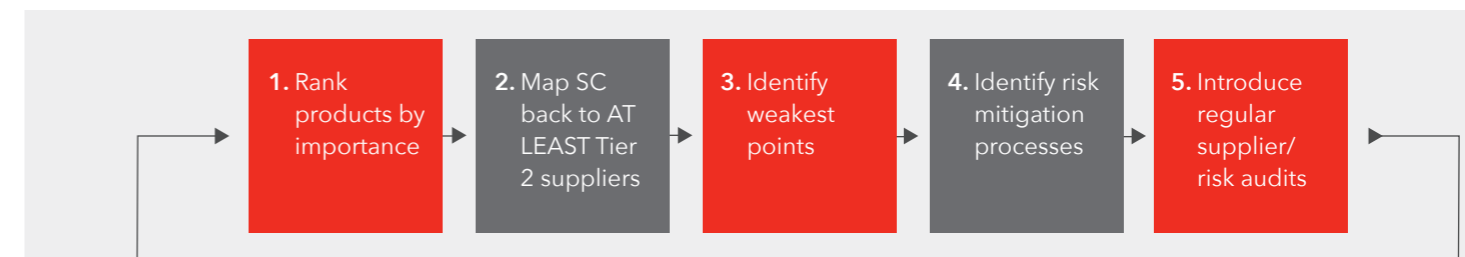 1. Rank
products by
importance
2. Map SC
back to AT
LEAST Tier
2 suppliers
3. Identify
weakest
points
4. Identify risk
mitigation
processes
5. Introduce
regular
supplier/
risk audits